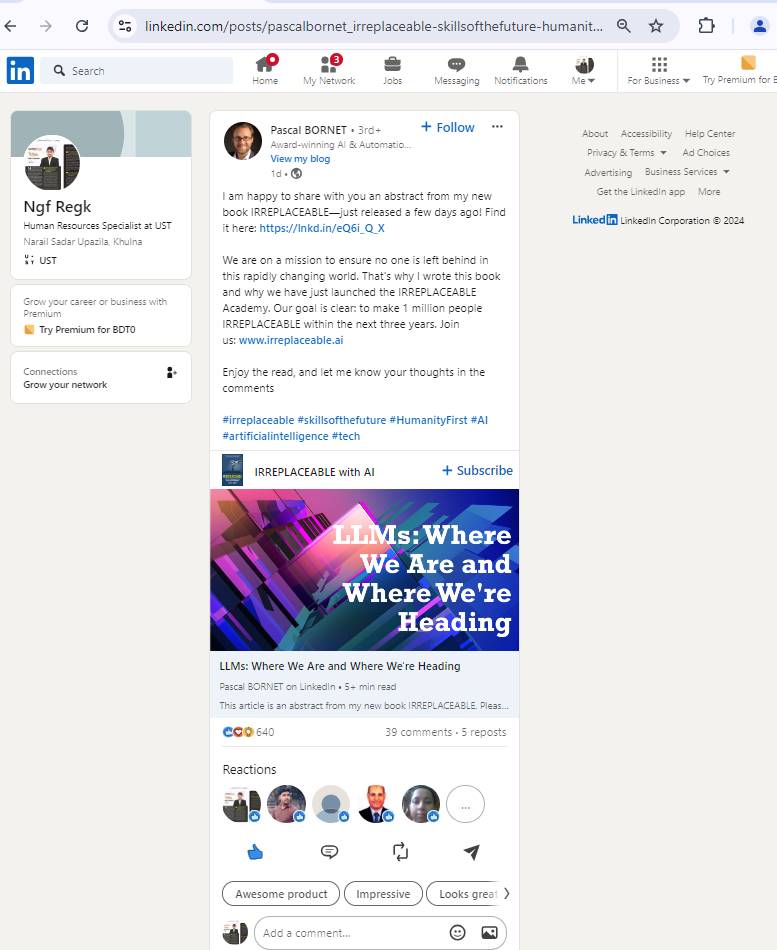 linkedin.com/posts/pascalbornet_irreplaceable-skillsofthefuture-humanit...
in
Search
Home
3
My Network
Jobs
Messaging
Notifications
Me
For Business
Try Premium for B
Ngf Regk
Human Resources Specialist at UST
Narail Sadar Upazila, Khulna
UST
Grow your career or business with
Premium
Try Premium for BDT0
Connections
Grow your network
Pascal BORNET • 3rd+
Award-winning AI & Automatio...
View my blog
1d •
+ Follow
I am happy to share with you an abstract from my new
book IRREPLACEABLE—just released a few days ago! Find
it here: https://lnkd.in/eQ6i_Q_X
We are on a mission to ensure no one is left behind in
this rapidly changing world. That's why I wrote this book
and why we have just launched the IRREPLACEABLE
Academy. Our goal is clear: to make 1 million people
IRREPLACEABLE within the next three years. Join
us: www.irreplaceable.ai
Enjoy the read, and let me know your thoughts in the
comments
#irreplaceable #skillsofthefuture #HumanityFirst #AI
#artificialintelligence #tech
IRREPLACEABLE with AI
+ Subscribe
LLMs: Where
We Are and
Where We're
Heading
LLMs: Where We Are and Where We're Heading
Pascal BORNET on LinkedIn • 5+ min read
This article is an abstract from my new book IRREPLACEABLE. Pleas...
640
39 comments • 5 reposts
Reactions
...
Awesome product
Impressive
Looks great
Add a comment...
About Accessibility Help Center
Privacy & Terms Ad Choices
Advertising Business Services
Get the LinkedIn app More
LinkedIn LinkedIn Corporation © 2024